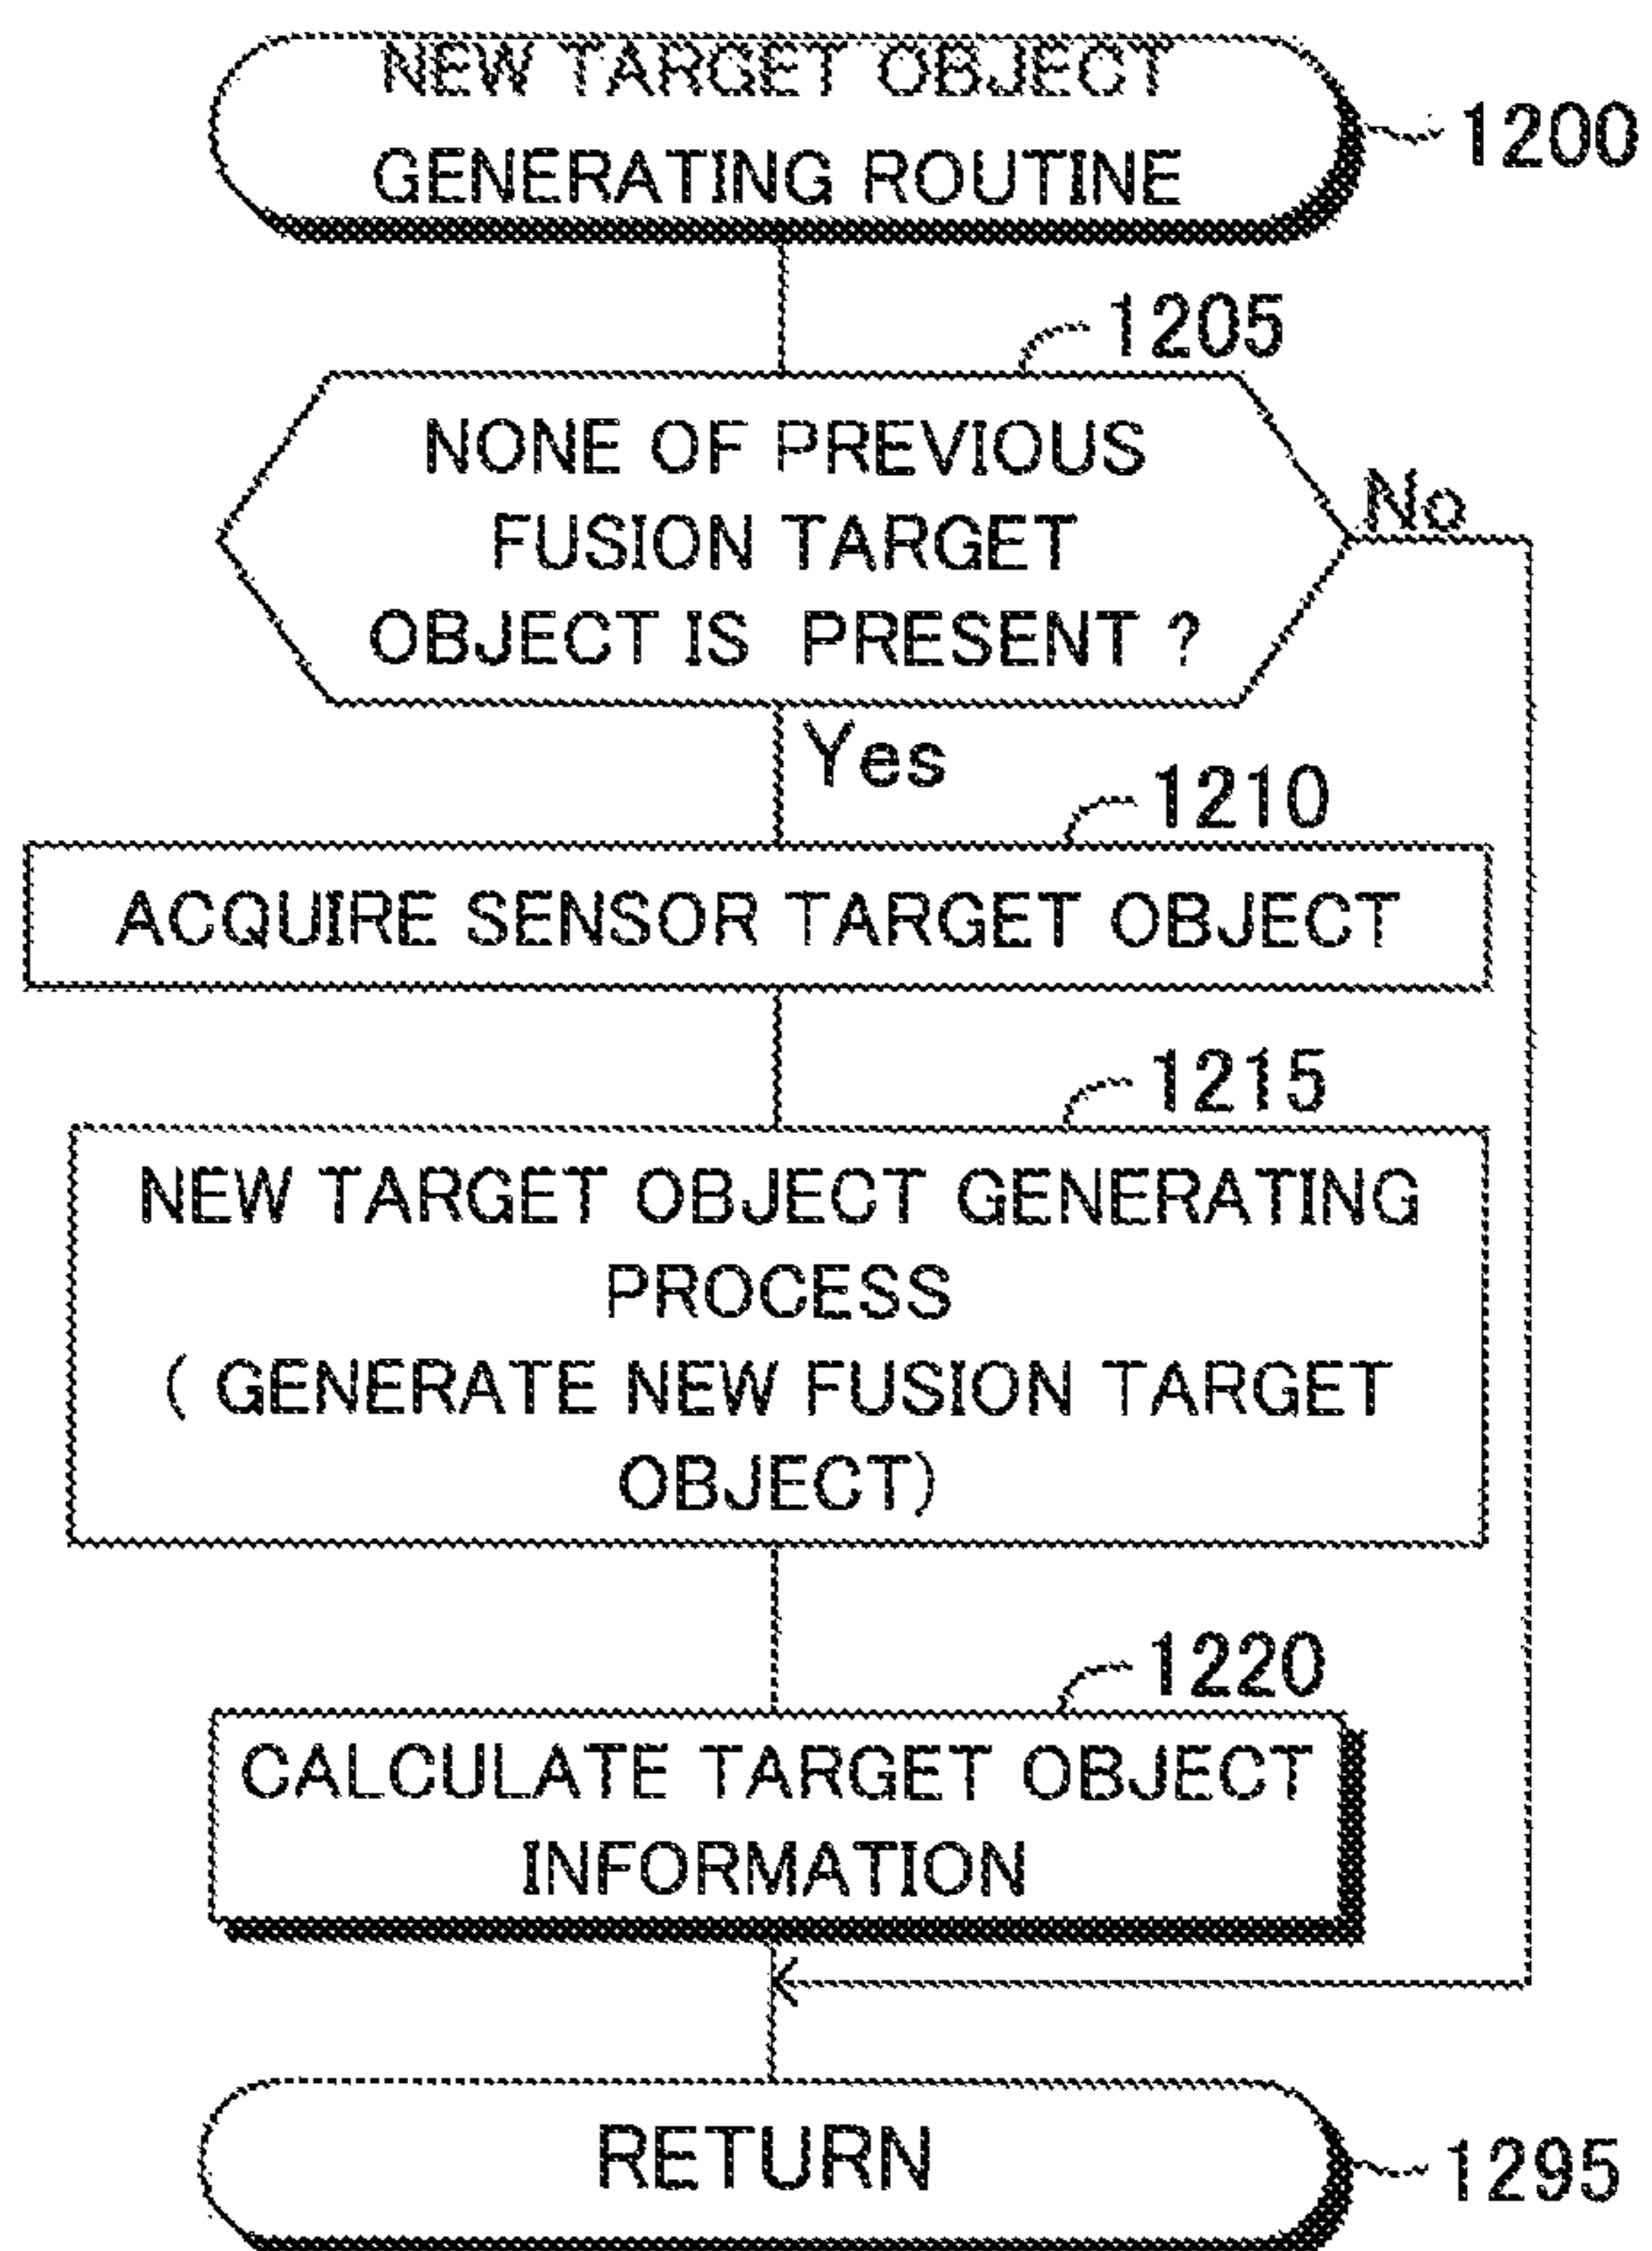 NEW TARGET OBJECT
GENERATING ROUTINE
1200
1205
NONE OF PREVIOUS
FUSION TARGET
OBJECT IS PRESENT ?
No
Yes
1210
ACQUIRE SENSOR TARGET OBJECT
1215
NEW TARGET OBJECT GENERATING
PROCESS
( GENERATE NEW FUSION TARGET
OBJECT)
1220
CALCULATE TARGET OBJECT
INFORMATION
RETURN
1295